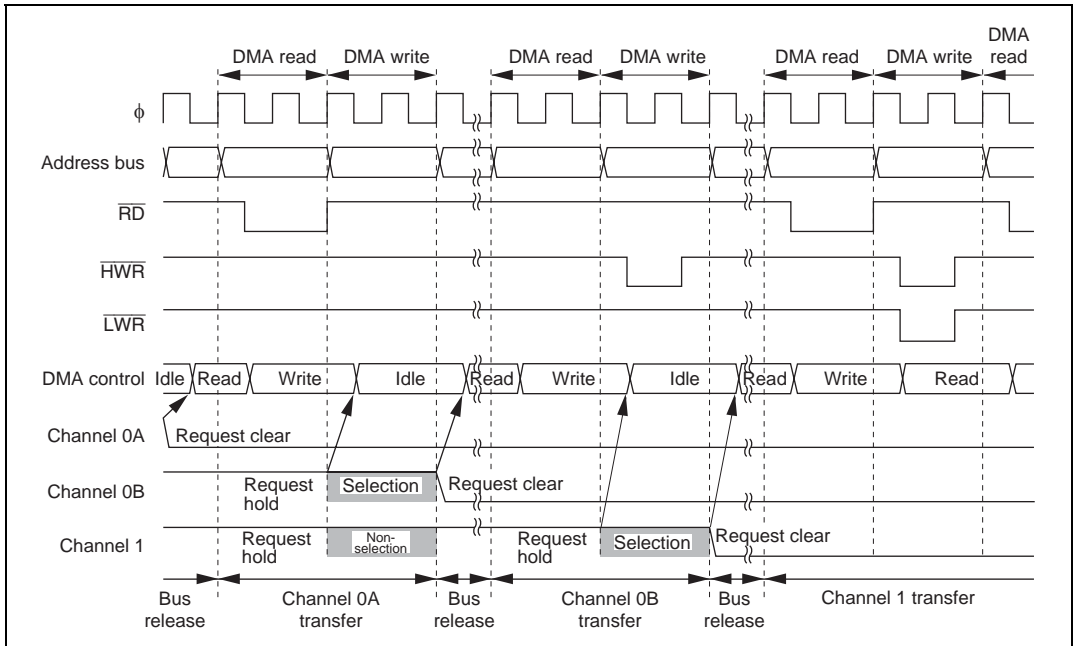 DMA read DMA write DMA read DMA write DMA read DMA write DMA
read
φ
Address bus
RD
HWR
LWR
DMA control Idle Read Write Idle Read Write Idle Read Write Read
Channel 0A Request clear
Channel 0B Request
hold Selection Request clear
Channel 1 Request
hold Non-
selection Request
hold Selection Request clear
Bus
release Channel 0A
transfer Bus
release Channel 0B
transfer Bus
release Channel 1 transfer